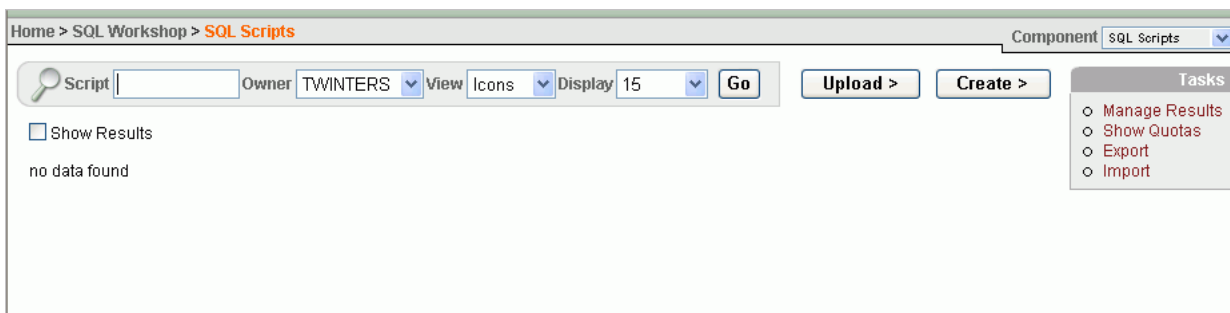 Home > SQL Workshop > SQL Scripts
Component SQL Scripts
Script Owner TWINTERS View Icons Display 15 Go Upload > Create >
Tasks
Manage Results
Show Quotas
Export
Import
Show Results
no data found